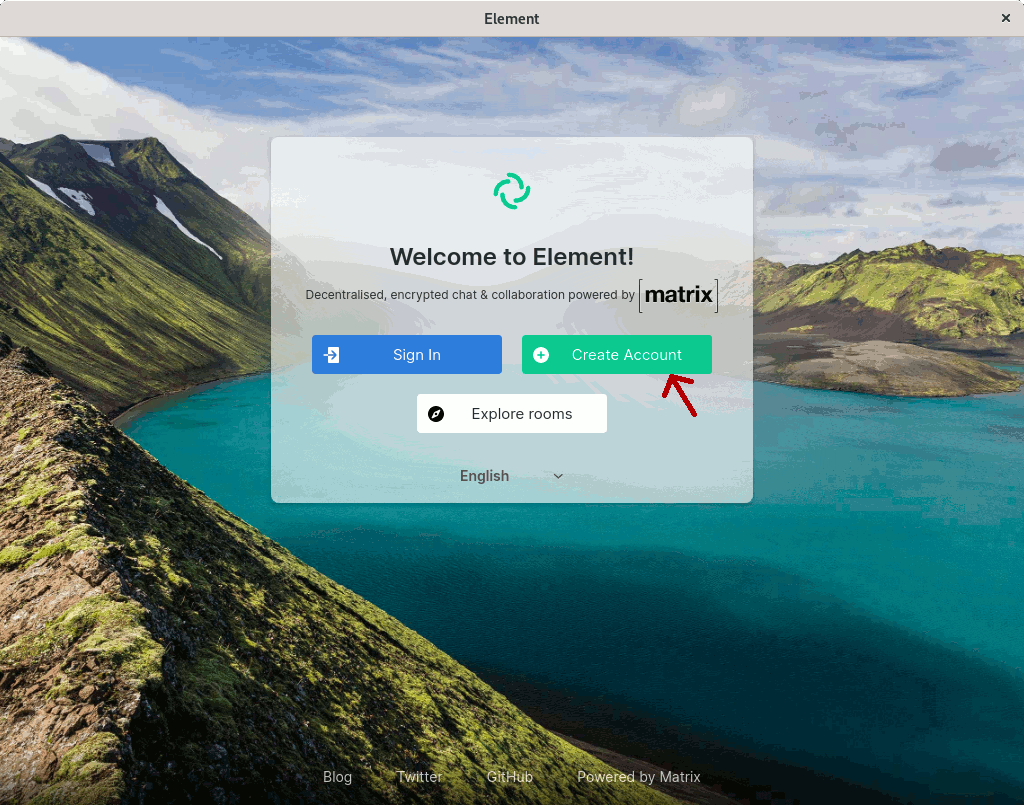 Element
Welcome to Element!
Decentralised, encrypted chat & collaboration powered by [matrix]
Sign In
Create Account
Explore rooms
English
Blog Twitter GitHub Powered by Matrix